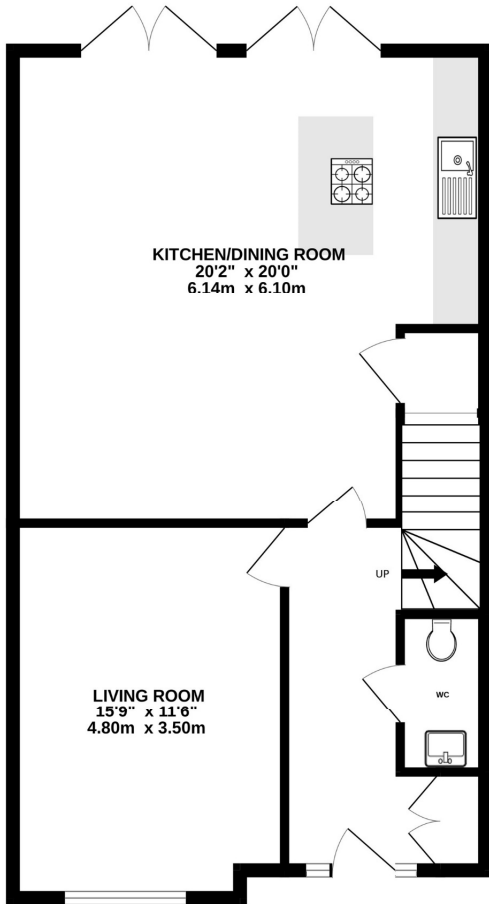 KITCHEN/DINING ROOM
20'2" x 20'0"
6.14m x 6.10m
UP
WC
LIVING ROOM
15'9" x 11'6"
4.80m x 3.50m